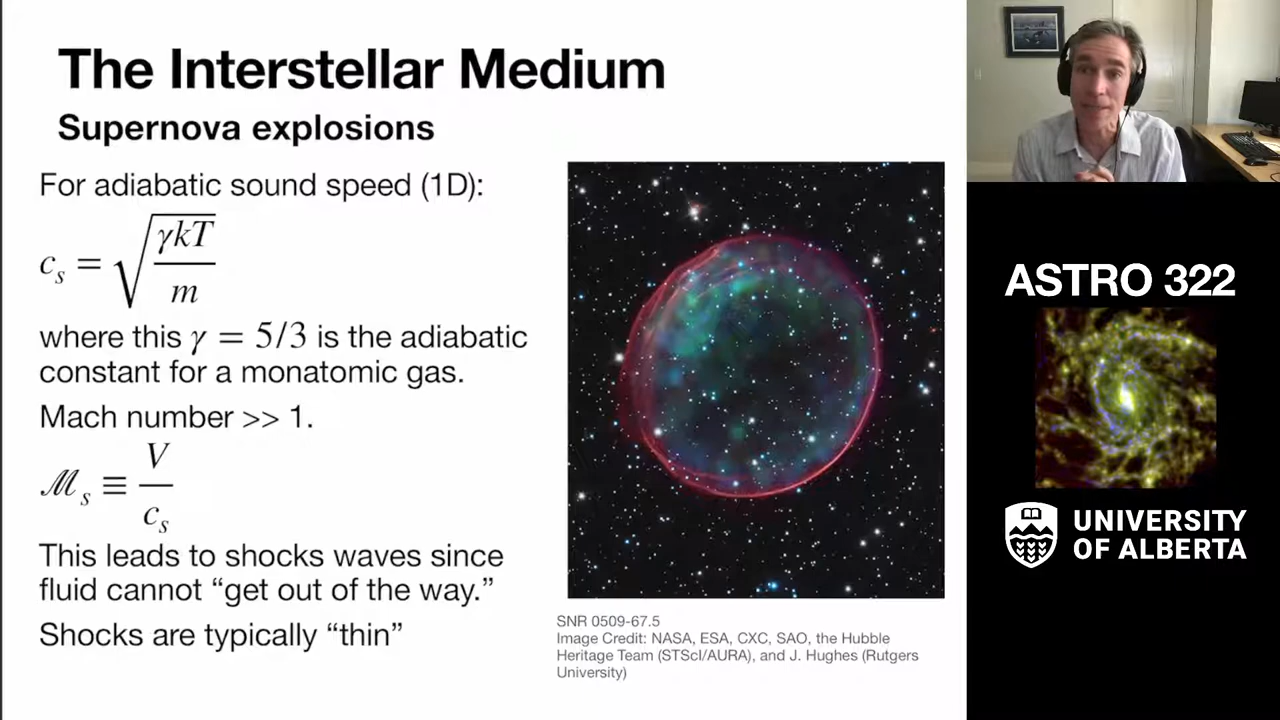 The Interstellar Medium
Supernova explosions
For adiabatic sound speed (1D):
c_s = √(γkT / m)
where this γ = 5/3 is the adiabatic
constant for a monatomic gas.
Mach number >> 1.
ℳ_s ≡ V / c_s
This leads to shocks waves since
fluid cannot “get out of the way.”
Shocks are typically “thin”
SNR 0509-67.5
Image Credit: NASA, ESA, CXC, SAO, the Hubble
Heritage Team (STScI/AURA), and J. Hughes (Rutgers
University)
ASTRO 322
UNIVERSITY
OF ALBERTA